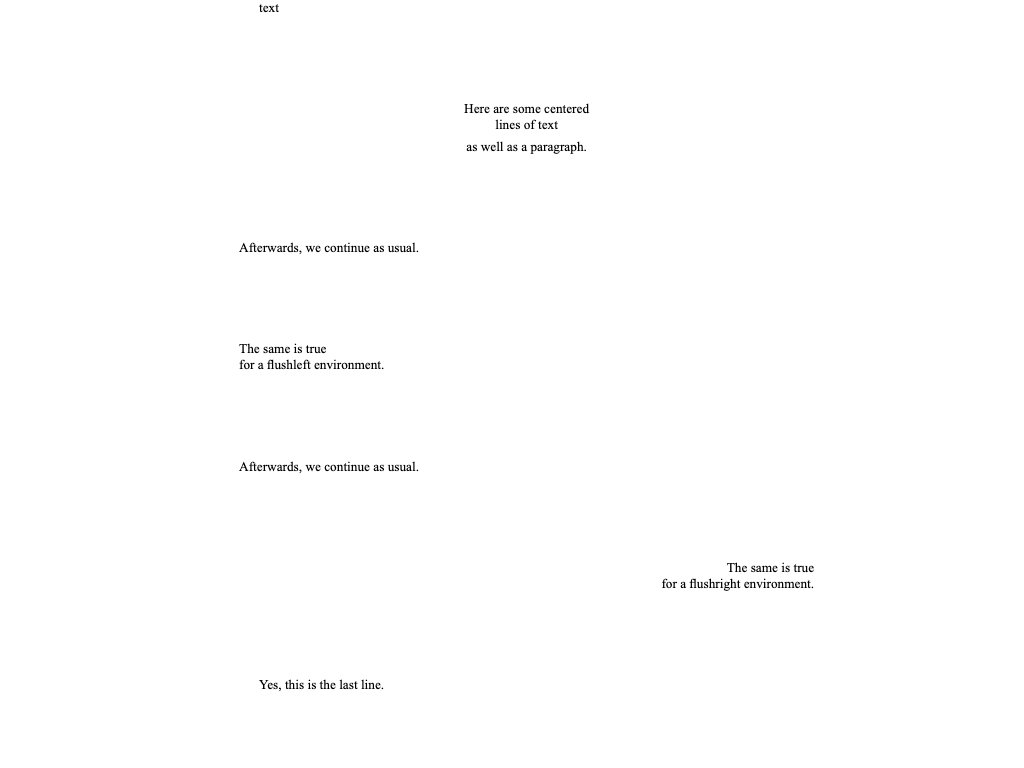 text
Here are some centered
lines of text
as well as a paragraph.
Afterwards, we continue as usual.
The same is true
for a flushleft environment.
Afterwards, we continue as usual.
The same is true
for a flushright environment.
Yes, this is the last line.